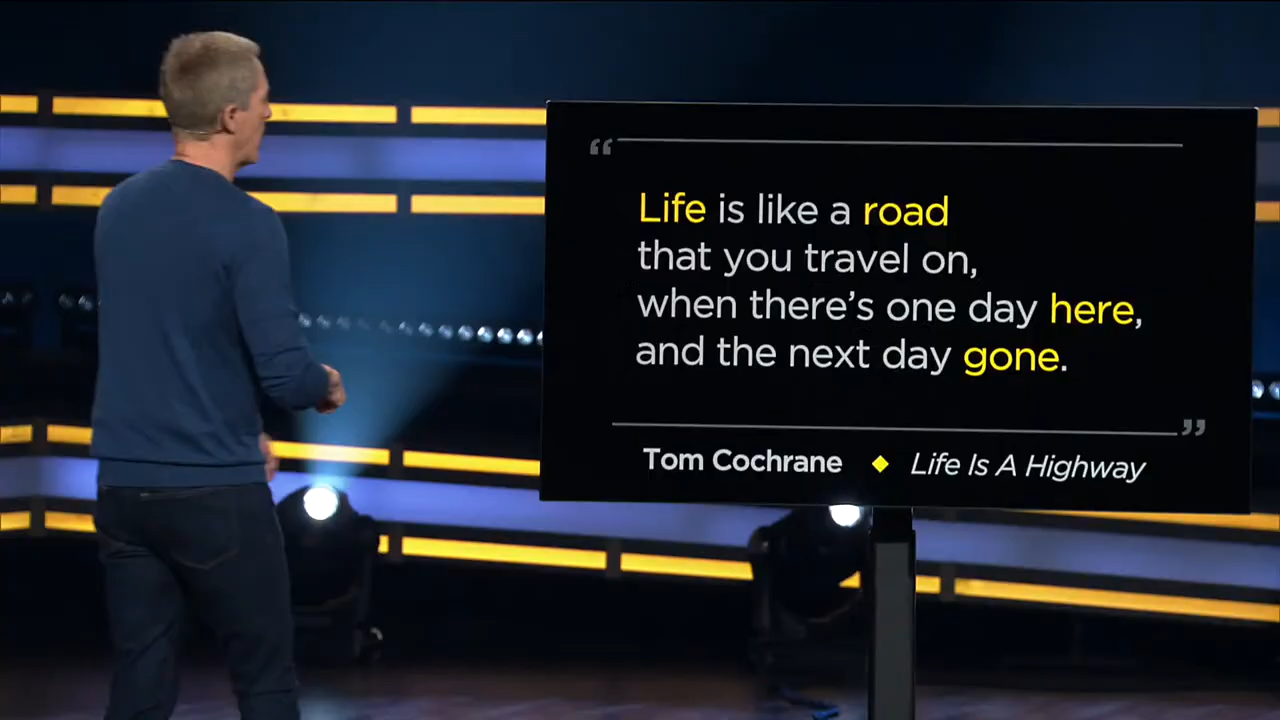 “
Life is like a road
that you travel on,
when there’s one day here,
and the next day gone.
”
Tom Cochrane ◆ Life Is A Highway